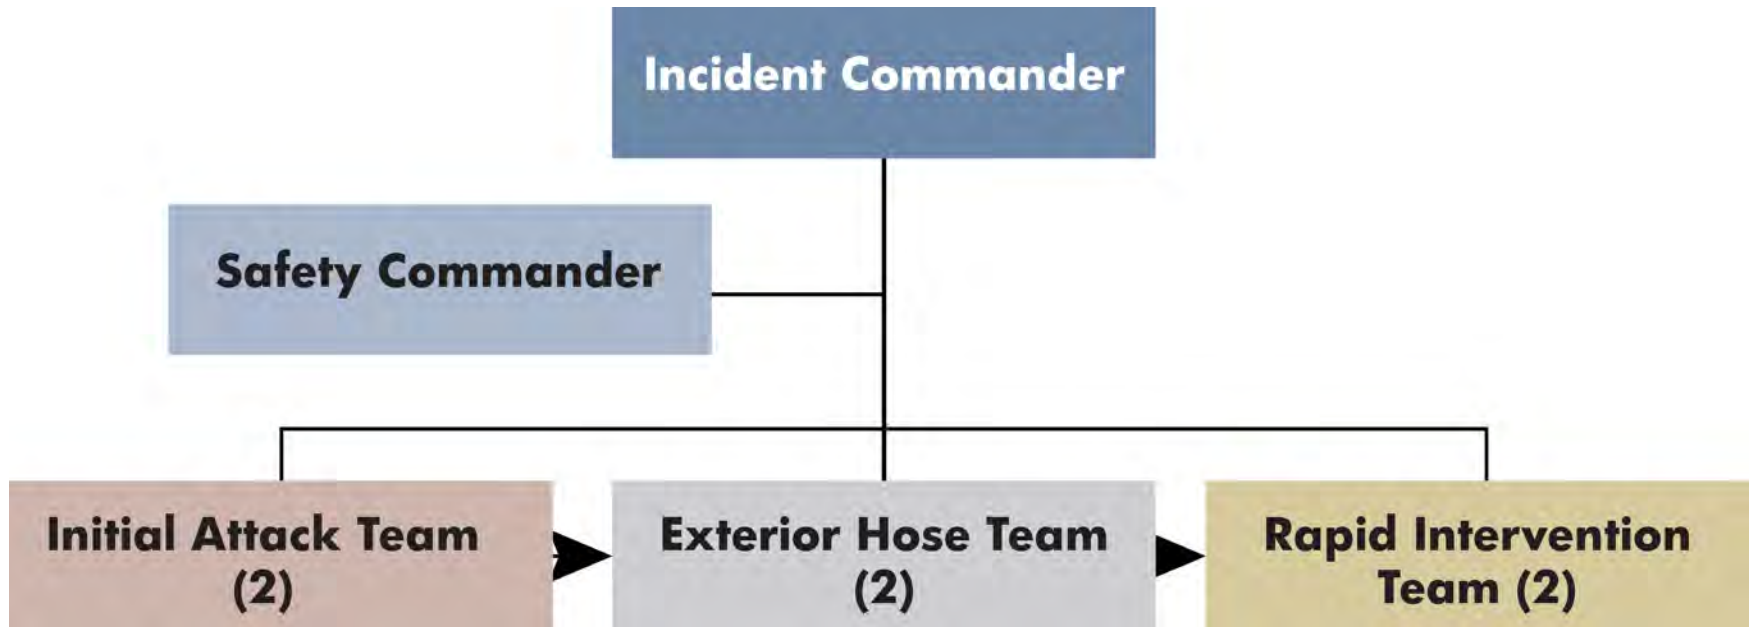 Incident Commander
Safety Commander
Initial Attack Team
(2)
Exterior Hose Team
(2)
Rapid Intervention
Team (2)